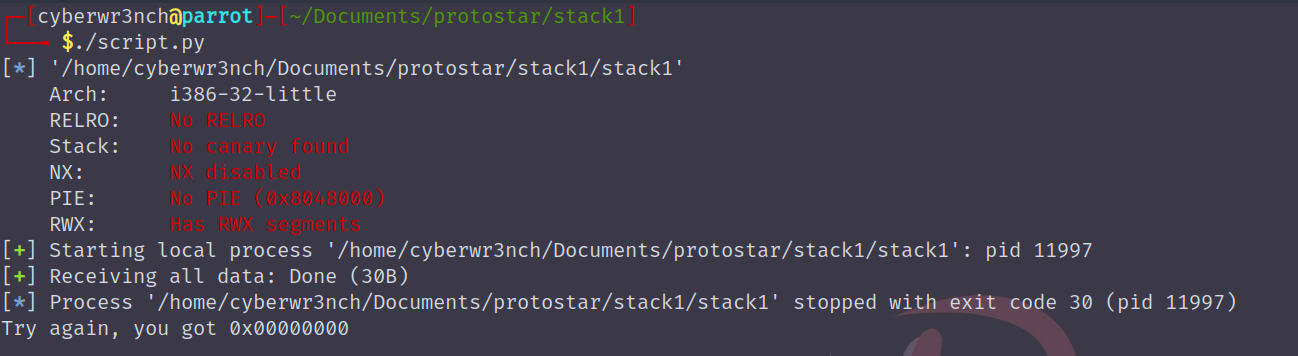 [cyberwr3nch@parrot]-[~/Documents/protostar/stack1]
$./script.py
[*] '/home/cyberwr3nch/Documents/protostar/stack1/stack1'
Arch: i386-32-little
RELRO: No RELRO
Stack: No canary found
NX: NX disabled
PIE: No PIE (0x8048000)
RWX: Has RWX segments
[+] Starting local process '/home/cyberwr3nch/Documents/protostar/stack1/stack1': pid 11997
[+] Receiving all data: Done (30B)
[*] Process '/home/cyberwr3nch/Documents/protostar/stack1/stack1' stopped with exit code 30 (pid 11997)
Try again, you got 0x00000000